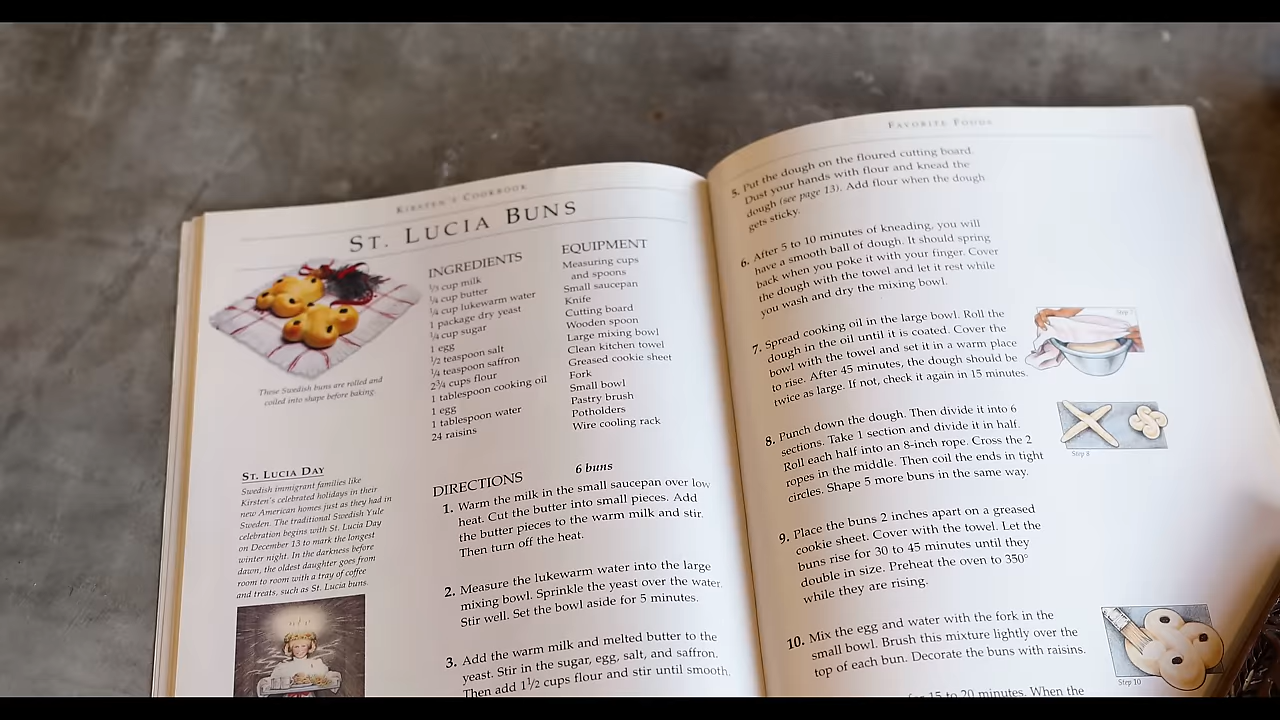 KIRSTEN'S COOKBOOK
ST. LUCIA BUNS
These Swedish buns are rolled and
coiled into shape before baking.
INGREDIENTS
⅓ cup milk
¼ cup butter
¼ cup lukewarm water
1 package dry yeast
¼ cup sugar
1 egg
½ teaspoon salt
¼ teaspoon saffron
2¾ cups flour
1 tablespoon cooking oil
1 egg
1 tablespoon water
24 raisins
EQUIPMENT
Measuring cups
and spoons
Small saucepan
Knife
Cutting board
Wooden spoon
Large mixing bowl
Clean kitchen towel
Greased cookie sheet
Fork
Small bowl
Pastry brush
Potholders
Wire cooling rack
ST. LUCIA DAY
Swedish immigrant families like
Kirsten's celebrated holidays in their
new American homes just as they had in
Sweden. The traditional Swedish Yule
celebration begins with St. Lucia Day
on December 13 to mark the longest
winter night. In the darkness before
dawn, the oldest daughter goes from
room to room with a tray of coffee
and treats, such as St. Lucia buns.
6 buns
DIRECTIONS
1. Warm the milk in the small saucepan over low
heat. Cut the butter into small pieces. Add
the butter pieces to the warm milk and stir.
Then turn off the heat.
2. Measure the lukewarm water into the large
mixing bowl. Sprinkle the yeast over the water.
Stir well. Set the bowl aside for 5 minutes.
3. Add the warm milk and melted butter to the
yeast. Stir in the sugar, egg, salt, and saffron.
Then add 1½ cups flour and stir until smooth.
FAVORITE FOODS
5. Put the dough on the floured cutting board.
Dust your hands with flour and knead the
dough (see page 13). Add flour when the dough
gets sticky.
6. After 5 to 10 minutes of kneading, you will
have a smooth ball of dough. It should spring
back when you poke it with your finger. Cover
the dough with the towel and let it rest while
you wash and dry the mixing bowl.
7. Spread cooking oil in the large bowl. Roll the
dough in the oil until it is coated. Cover the
bowl with the towel and set it in a warm place
to rise. After 45 minutes, the dough should be
twice as large. If not, check it again in 15 minutes.
Step 7
8. Punch down the dough. Then divide it into 6
sections. Take 1 section and divide it in half.
Roll each half into an 8-inch rope. Cross the 2
ropes in the middle. Then coil the ends in tight
circles. Shape 5 more buns in the same way.
Step 8
9. Place the buns 2 inches apart on a greased
cookie sheet. Cover with the towel. Let the
buns rise for 30 to 45 minutes until they
double in size. Preheat the oven to 350°
while they are rising.
10. Mix the egg and water with the fork in the
small bowl. Brush this mixture lightly over the
top of each bun. Decorate the buns with raisins.
Step 10
for 15 to 20 minutes. When the